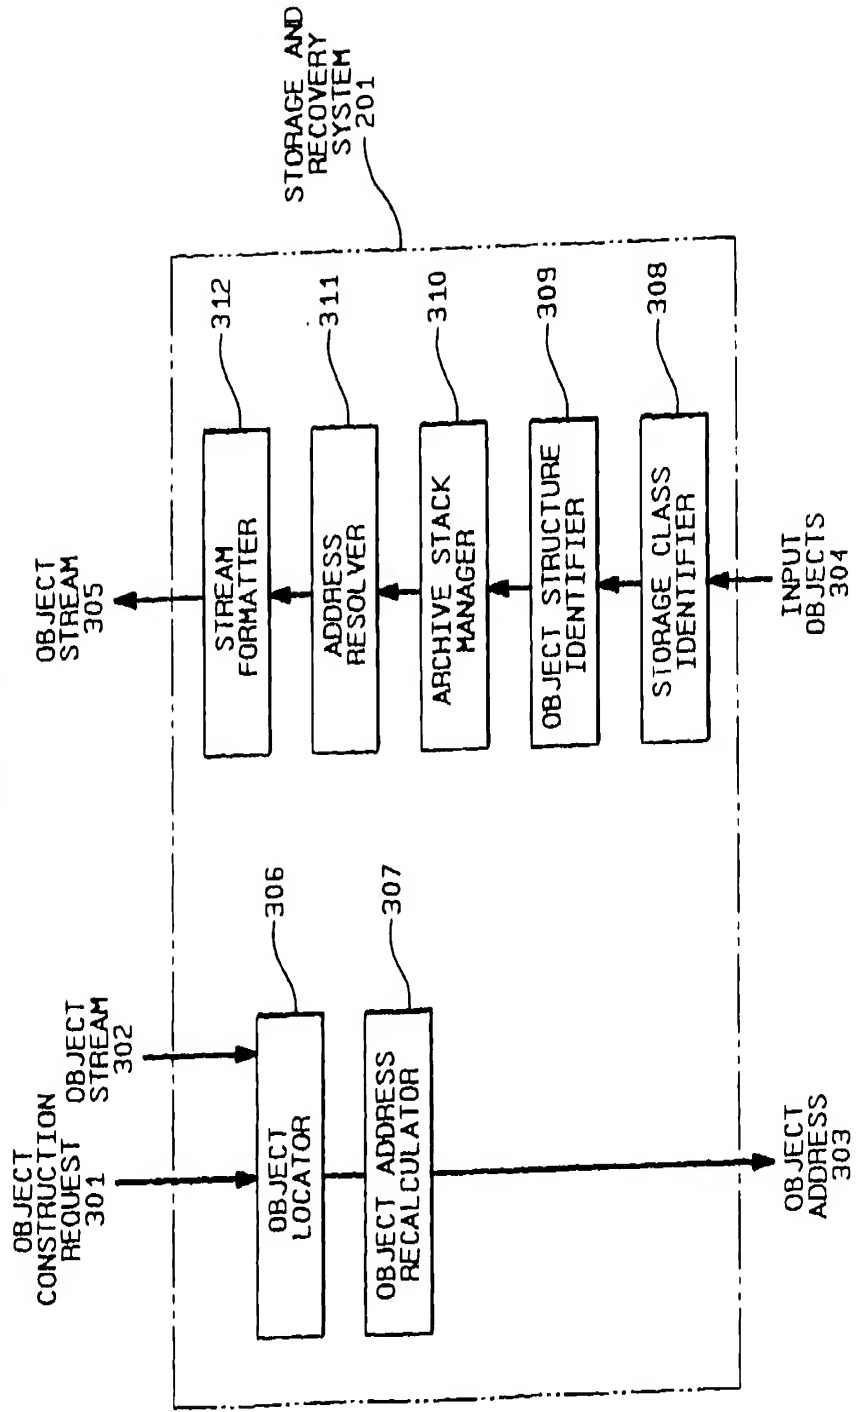 OBJECT
CONSTRUCTION
REQUEST
301
OBJECT
STREAM
302
OBJECT
LOCATOR
306
OBJECT ADDRESS
RECALCULATOR
307
OBJECT
ADDRESS
303
OBJECT
STREAM
305
STREAM
FORMATTER
312
ADDRESS
RESOLVER
311
ARCHIVE STACK
MANAGER
310
OBJECT STRUCTURE
IDENTIFIER
309
STORAGE CLASS
IDENTIFIER
308
INPUT
OBJECTS
304
STORAGE AND
RECOVERY
SYSTEM
201